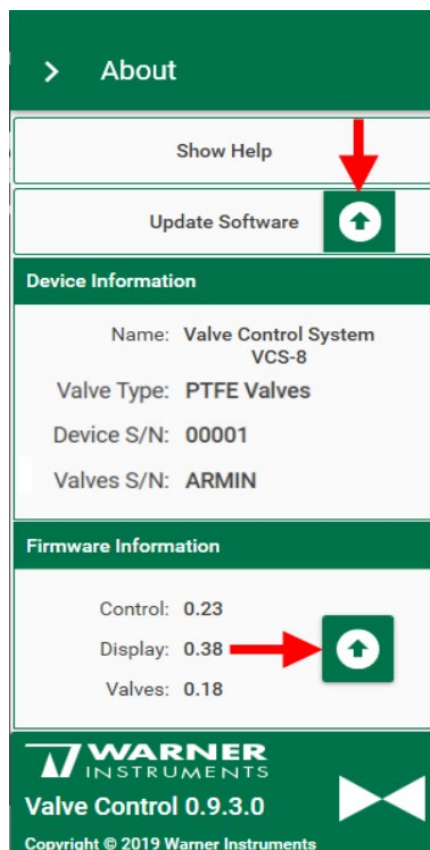 About
Show Help
Update Software
Device Information
Name: Valve Control System
VCS-8
Valve Type: PTFE Valves
Device S/N: 00001
Valves S/N: ARMIN
Firmware Information
Control: 0.23
Display: 0.38
Valves: 0.18
WARNER
INSTRUMENTS
Valve Control 0.9.3.0
Copyright © 2019 Warner Instruments